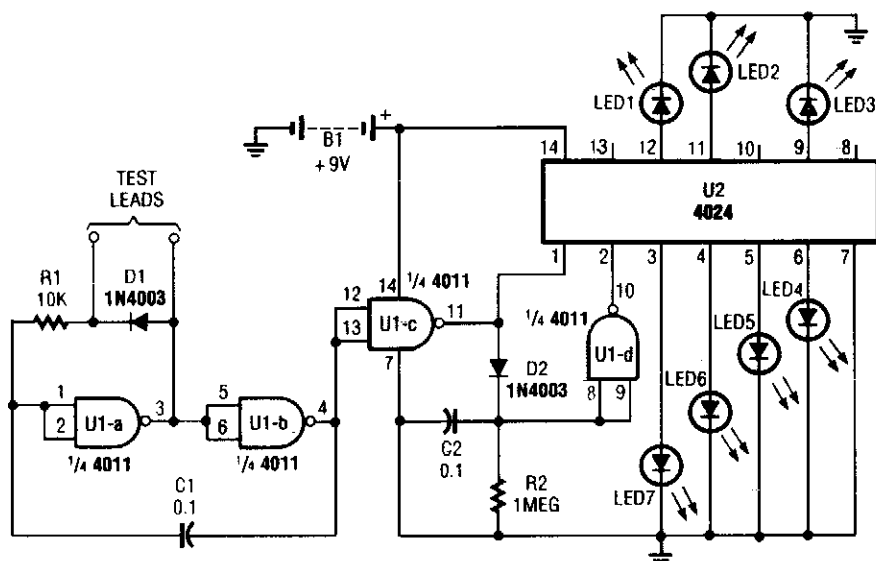 LED1
LED2
LED3
B1
+9V
+
14 13 12 11 10 9 8
U2
4024
1 2 3 4 5 6 7
TEST
LEADS
R1
10K
D1
1N4003
1
2
U1-a
3
1/4 4011
5
6
U1-b
4
1/4 4011
C1
0.1
12
13
14
U1-c
7
11
1/4 4011
1/4 4011
10
U1-d
8 9
D2
1N4003
C2
0.1
R2
1MEG
LED4
LED5
LED6
LED7